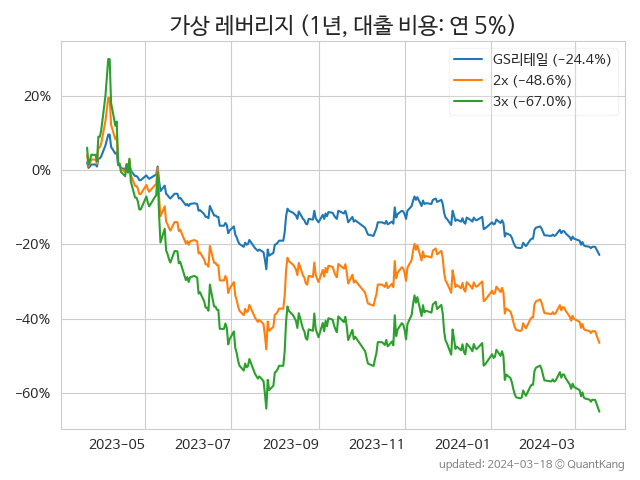 가상 레버리지 (1년, 대출 비용: 연 5%)
GS리테일 (−24.4%)
2x (−48.6%)
3x (−67.0%)
20%
0%
−20%
−40%
−60%
2023-05 2023-07 2023-09 2023-11 2024-01 2024-03
updated: 2024-03-18 © QuantKang